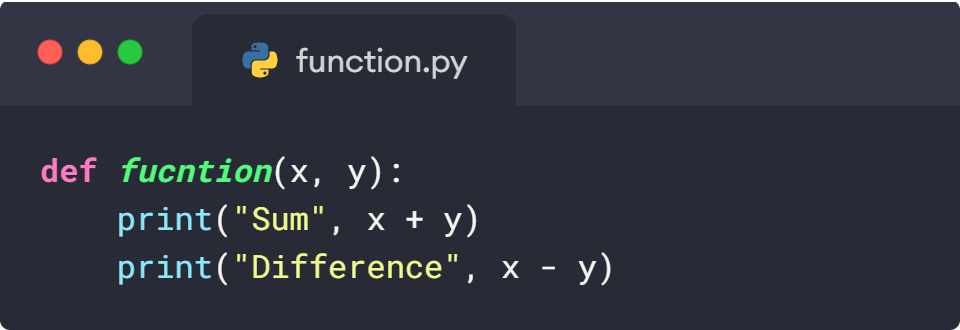 function.py
def fucntion(x, y):
    print("Sum", x + y)
    print("Difference", x - y)